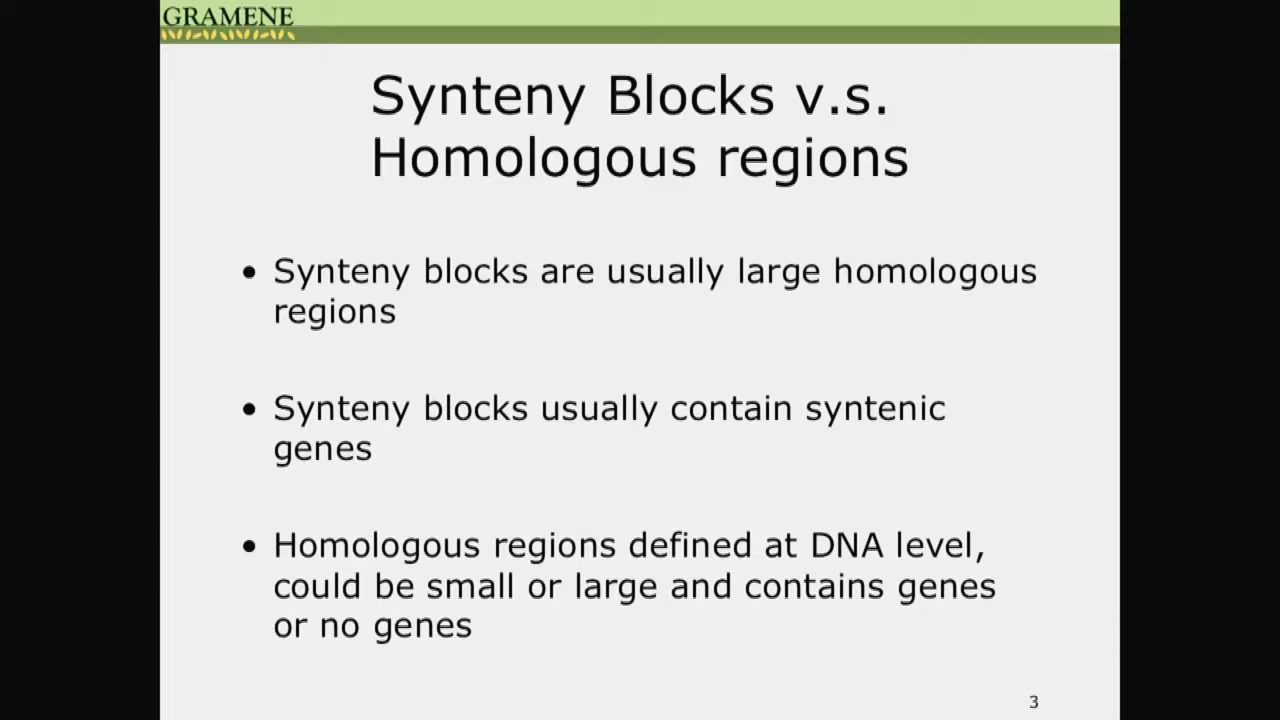 GRAMENE
Synteny Blocks v.s.
Homologous regions
• Synteny blocks are usually large homologous
regions
• Synteny blocks usually contain syntenic
genes
• Homologous regions defined at DNA level,
could be small or large and contains genes
or no genes
3